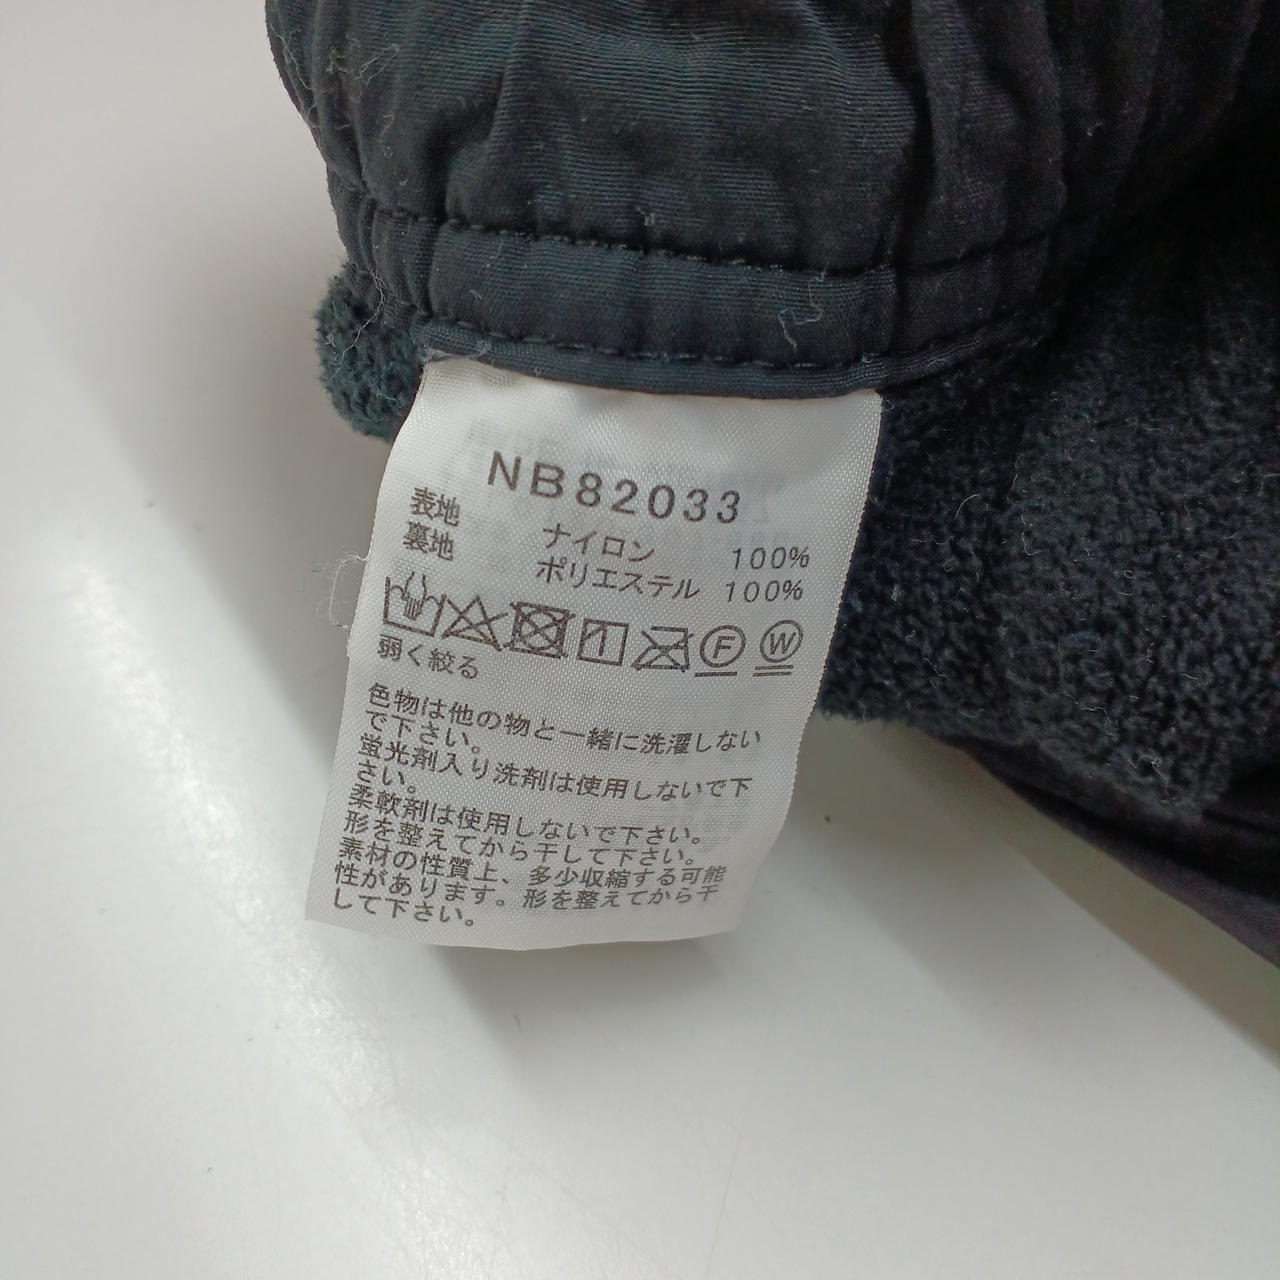 NB82033
表地 ナイロン 100%
裏地 ポリエステル 100%
F W
弱く絞る
色物は他の物と一緒に洗濯しない
で下さい。
蛍光剤入り洗剤は使用しないで下
さい。
柔軟剤は使用しないで下さい。
形を整えてから干して下さい。
素材の性質上、多少収縮する可能
性があります。形を整えてから干
して下さい。